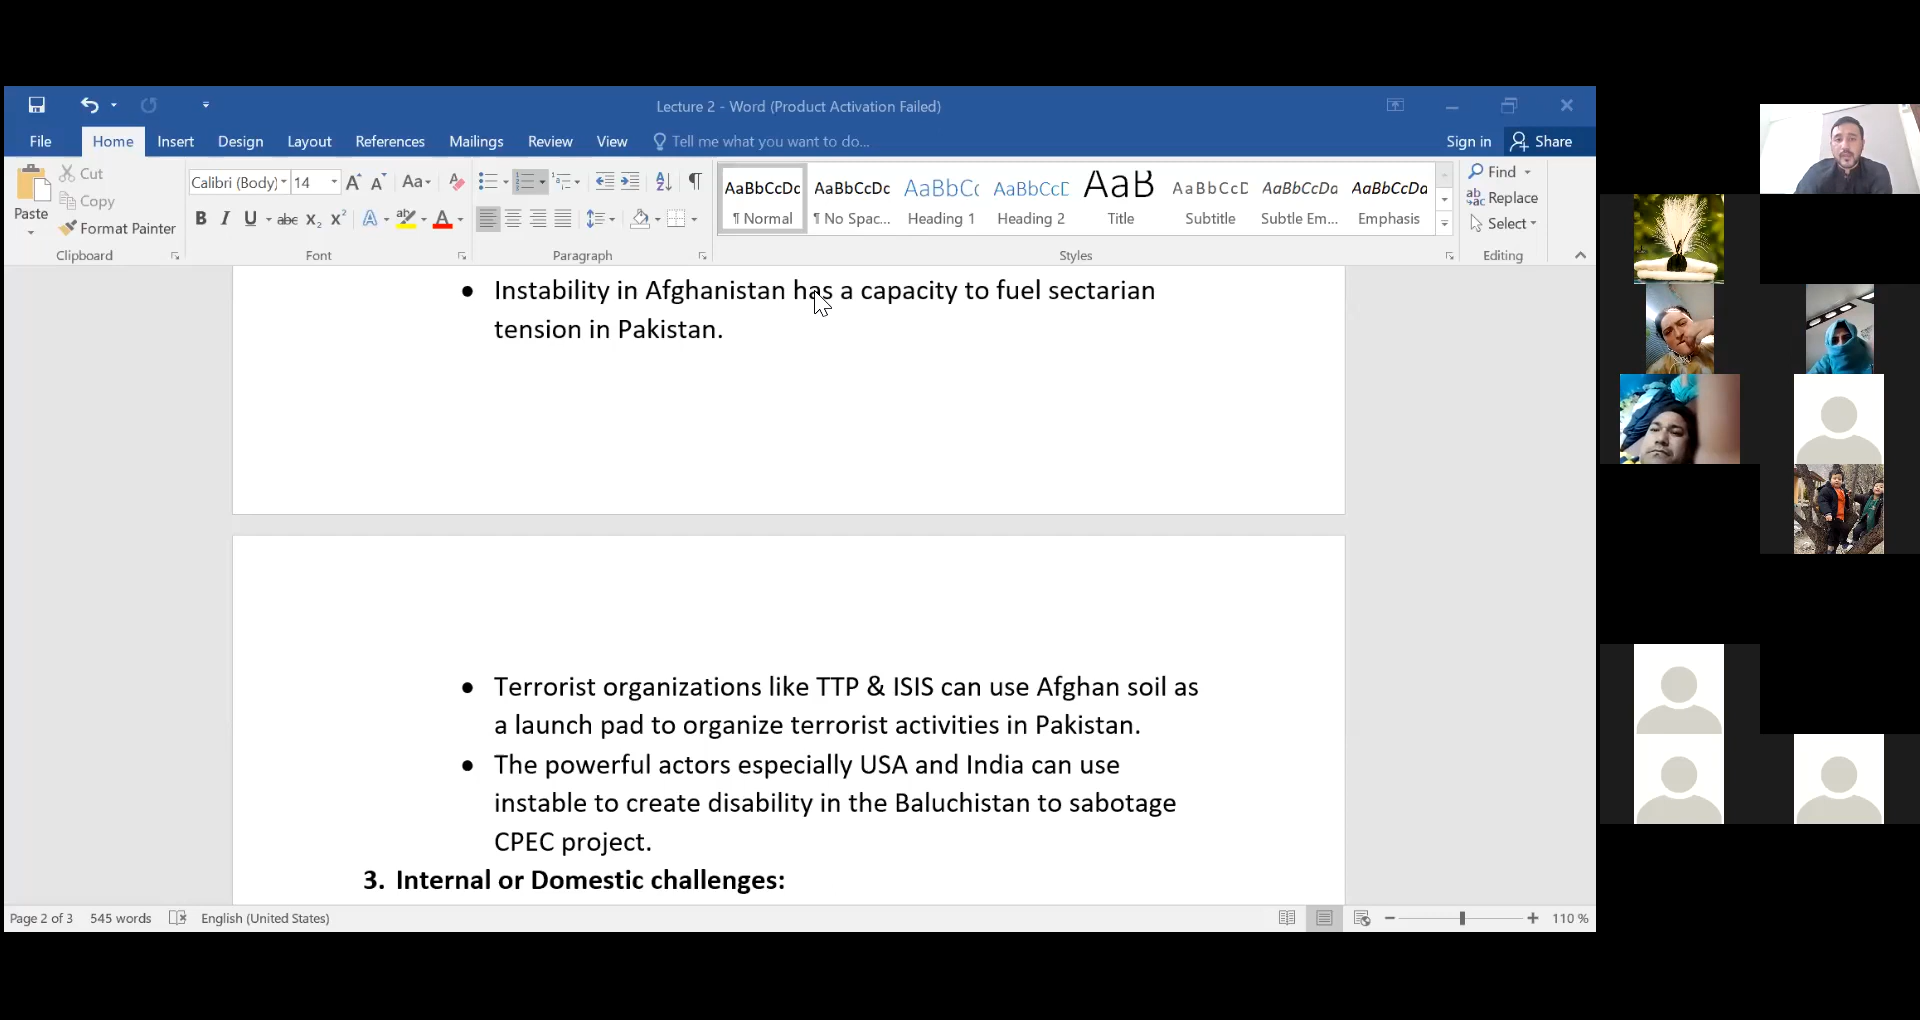 Lecture 2 - Word (Product Activation Failed)
File Home Insert Design Layout References Mailings Review View Tell me what you want to do... Sign in Share
Paste
Cut
Copy
Format Painter
Clipboard
Calibri (Body) 14
Font
Paragraph
AaBbCcDc AaBbCcDc AaBbCc AaBbCcC AaB AaBbCcD AaBbCcDa AaBbCcDa
¶ Normal ¶ No Spac... Heading 1 Heading 2 Title Subtitle Subtle Em... Emphasis
Styles
Find
Replace
Select
Editing
• Instability in Afghanistan has a capacity to fuel sectarian
tension in Pakistan.
• Terrorist organizations like TTP & ISIS can use Afghan soil as
a launch pad to organize terrorist activities in Pakistan.
• The powerful actors especially USA and India can use
instable to create disability in the Baluchistan to sabotage
CPEC project.
3. Internal or Domestic challenges:
Page 2 of 3 545 words English (United States) 110 %